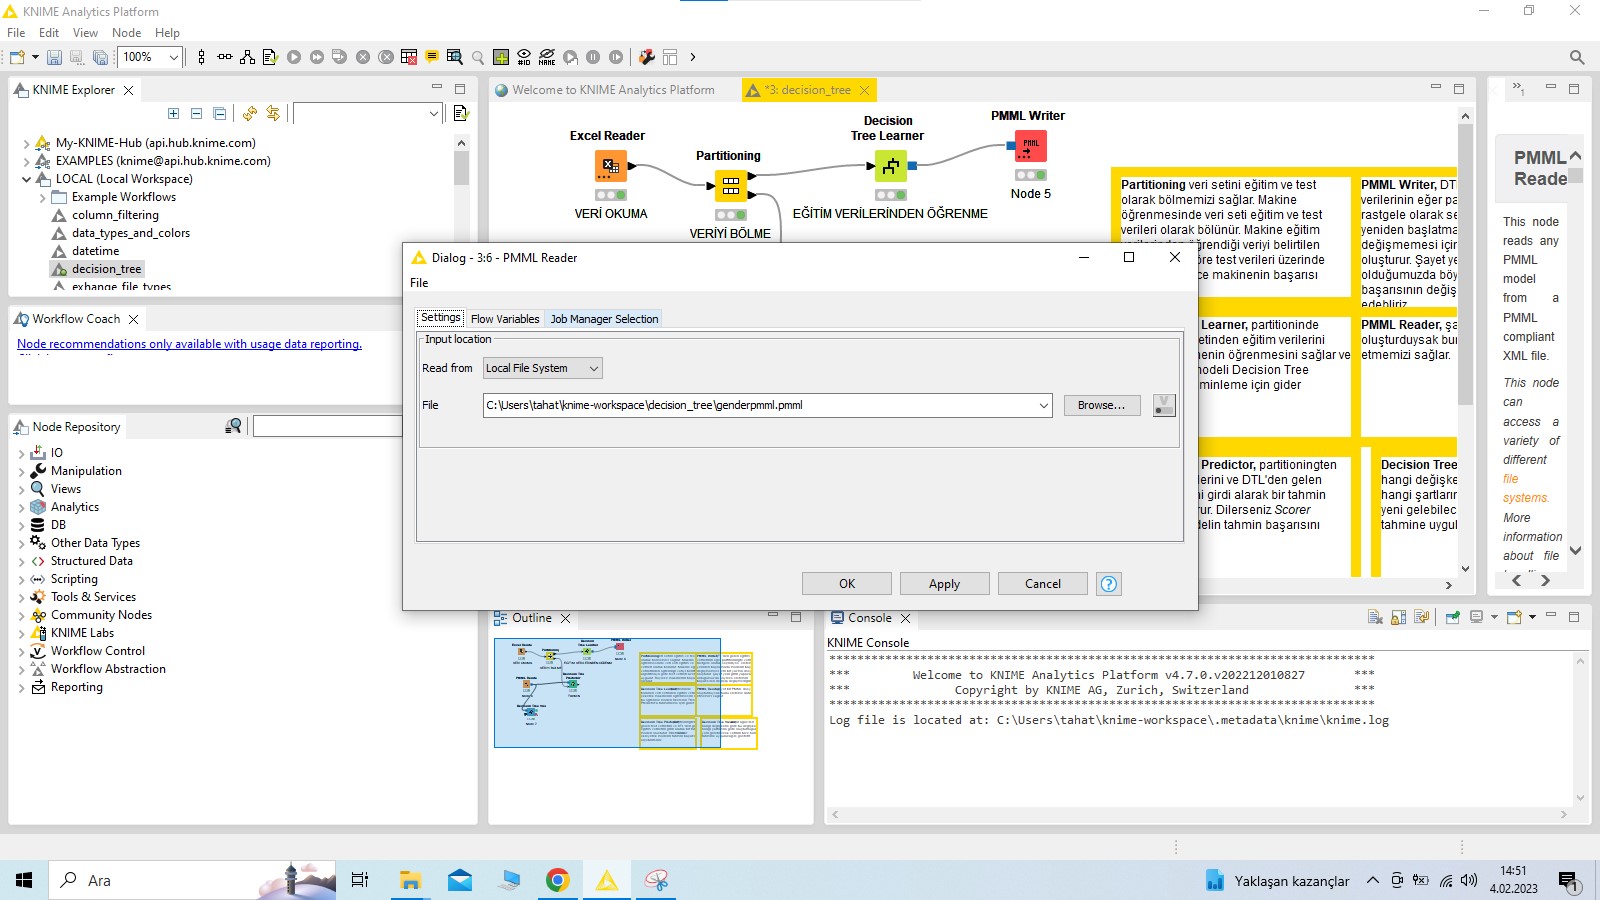 KNIME Analytics Platform
File Edit View Node Help
100%
#ID
NAME
KNIME Explorer
My-KNIME-Hub (api.hub.knime.com)
EXAMPLES (knime@api.hub.knime.com)
LOCAL (Local Workspace)
Example Workflows
column_filtering
data_types_and_colors
datetime
decision_tree
exhange_file_types
Workflow Coach
Node recommendations only available with usage data reporting.
Node Repository
IO
Manipulation
Views
Analytics
DB
Other Data Types
Structured Data
Scripting
Tools & Services
Community Nodes
KNIME Labs
Workflow Control
Workflow Abstraction
Reporting
Welcome to KNIME Analytics Platform
*3: decision_tree
Excel Reader
VERİ OKUMA
Partitioning
VERİYİ BÖLME
Decision
Tree Learner
EĞİTİM VERİLERİNDEN ÖĞRENME
PMML Writer
PMML
Node 5
Partitioning veri setini eğitim ve test
olarak bölmemizi sağlar. Makine
öğrenmesinde veri seti eğitim ve test
verileri olarak bölünür. Makine eğitim
verilerinden öğrendiği veriyi belirtilen
öre test verileri üzerinde
ce makinenin başarısı
PMML Writer, DT
verilerinin eğer pa
rastgele olarak se
yeniden başlatma
değişmemesi için
oluşturur. Şayet ye
olduğumuzda böy
başarısının değiş
edebliriz
Learner, partitioninde
etinden eğitim verilerini
nenin öğrenmesini sağlar ve
modeli Decision Tree
minleme için gider
PMML Reader, şa
oluşturduysak bu
etmemizi sağlar.
Predictor, partitioningten
lerini ve DTL'den gelen
ni girdi alarak bir tahmin
rur. Dilerseniz Scorer
delin tahmin başarısını
Decision Tree
hangi değişke
hangi şartların
yeni gelebilec
tahmine uygul
PMML
Reade
This node
reads any
PMML
model
from a
PMML
compliant
XML file.
This node
can
access a
variety of
different
file
systems.
More
information
about file
Dialog - 3:6 - PMML Reader
File
Settings Flow Variables Job Manager Selection
Input location
Read from Local File System
File C:\Users\tahat\knime-workspace\decision_tree\genderpmml.pmml Browse...
OK Apply Cancel
Outline
Console
KNIME Console
********************************************************************************
*** Welcome to KNIME Analytics Platform v4.7.0.v202212010827 ***
*** Copyright by KNIME AG, Zurich, Switzerland ***
********************************************************************************
Log file is located at: C:\Users\tahat\knime-workspace\.metadata\knime\knime.log
Ara
Yaklaşan kazançlar
14:51
4.02.2023
1